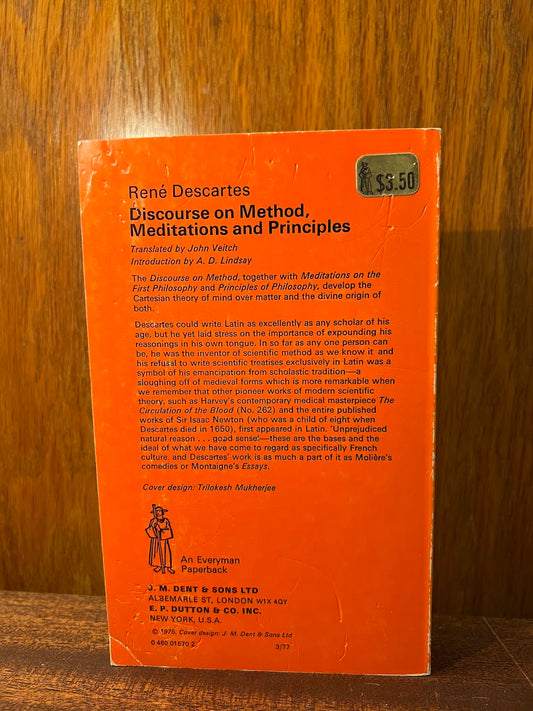 $3.50
René Descartes
Discourse on Method,
Meditations and Principles
Translated by John Veitch
Introduction by A. D. Lindsay
The Discourse on Method, together with Meditations on the
First Philosophy and Principles of Philosophy, develop the
Cartesian theory of mind over matter and the divine origin of
both.
Descartes could write Latin as excellently as any scholar of his
age, but he yet laid stress on the importance of expounding his
reasonings in his own tongue. In so far as any one person can
be, he was the inventor of scientific method as we know it and
his refusal to write scientific treatises exclusively in Latin was a
symbol of his emancipation from scholastic tradition—a
sloughing off of medieval forms which is more remarkable when
we remember that other pioneer works of modern scientific
theory, such as Harvey's contemporary medical masterpiece The
Circulation of the Blood (No. 262) and the entire published
works of Sir Isaac Newton (who was a child of eight when
Descartes died in 1650), first appeared in Latin. 'Unprejudiced
natural reason . . . good sense'—these are the bases and the
ideal of what we have come to regard as specifically French
culture, and Descartes' work is as much a part of it as Molière's
comedies or Montaigne's Essays.
Cover design: Trilokesh Mukherjee
An Everyman
Paperback
J. M. DENT & SONS LTD
ALBEMARLE ST, LONDON W1X 4QY
E. P. DUTTON & CO. INC.
NEW YORK, U.S.A.
© 1975, Cover design: J. M. Dent & Sons Ltd
0 460 01570 2 3/77